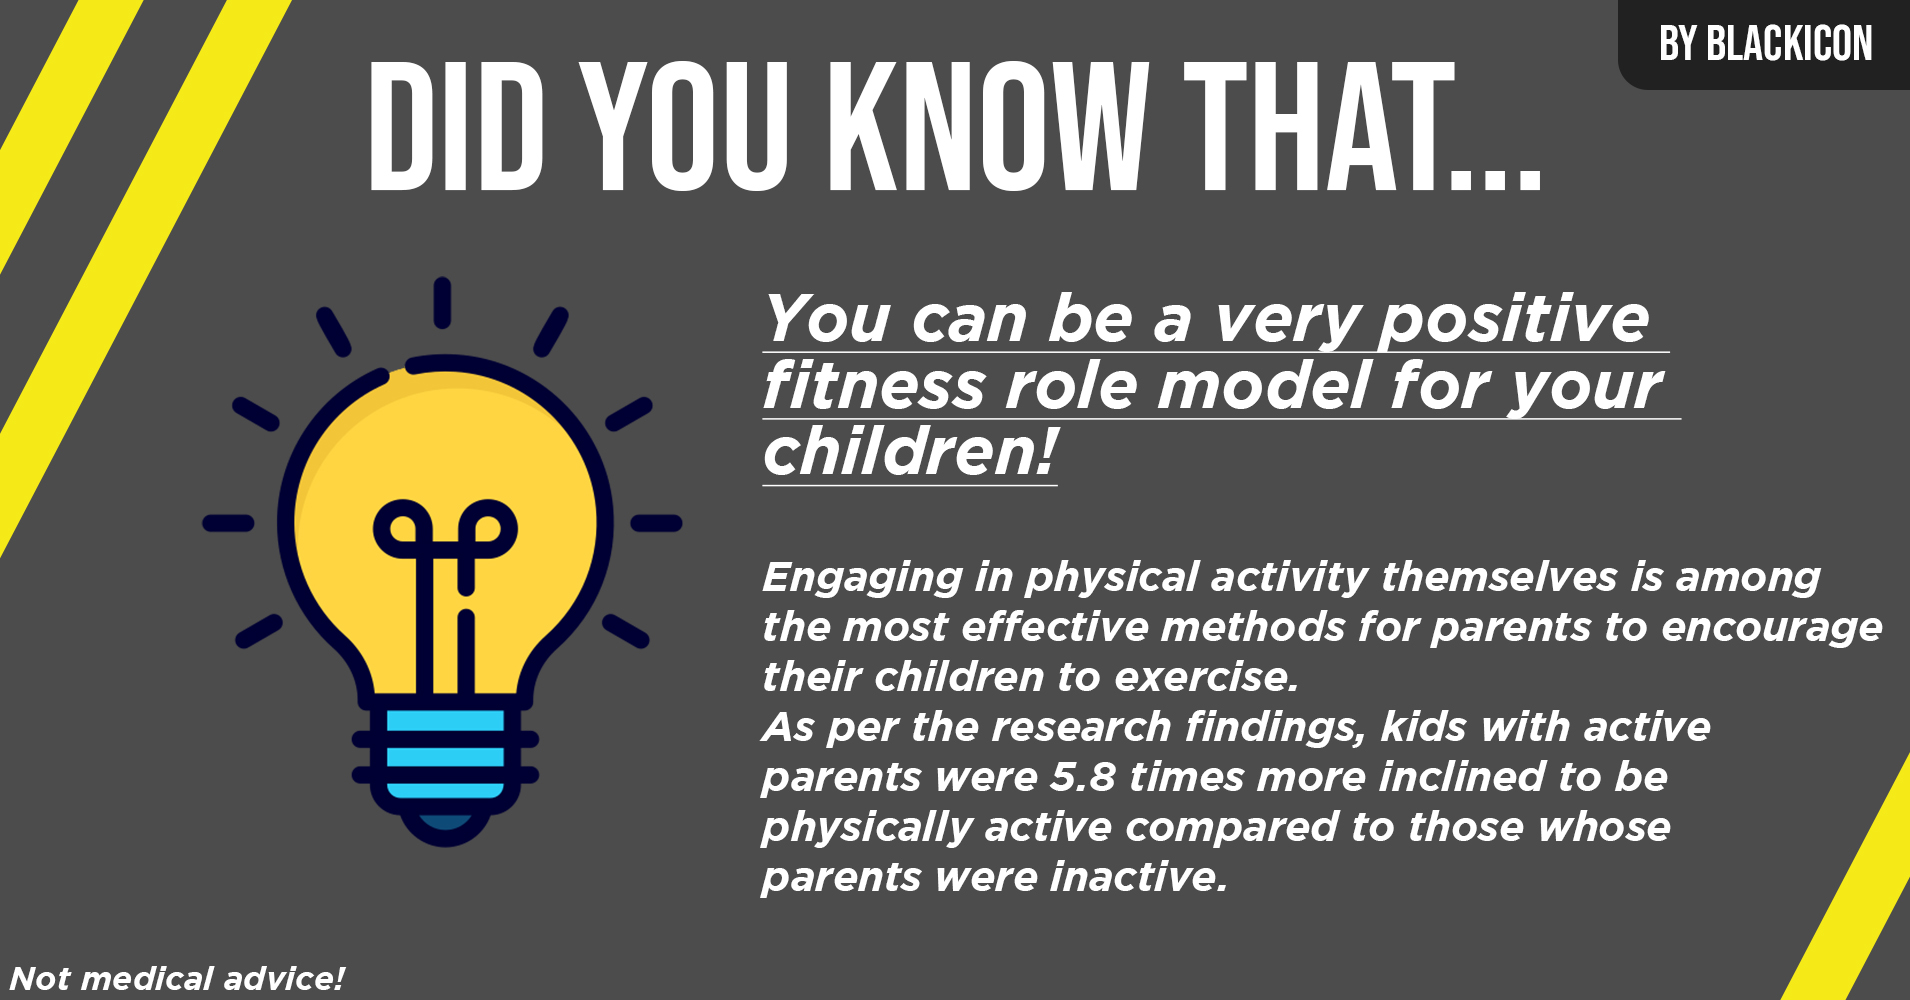 BY BLACKICON
DID YOU KNOW THAT...
You can be a very positive
fitness role model for your
children!
Engaging in physical activity themselves is among
the most effective methods for parents to encourage
their children to exercise.
As per the research findings, kids with active
parents were 5.8 times more inclined to be
physically active compared to those whose
parents were inactive.
Not medical advice!